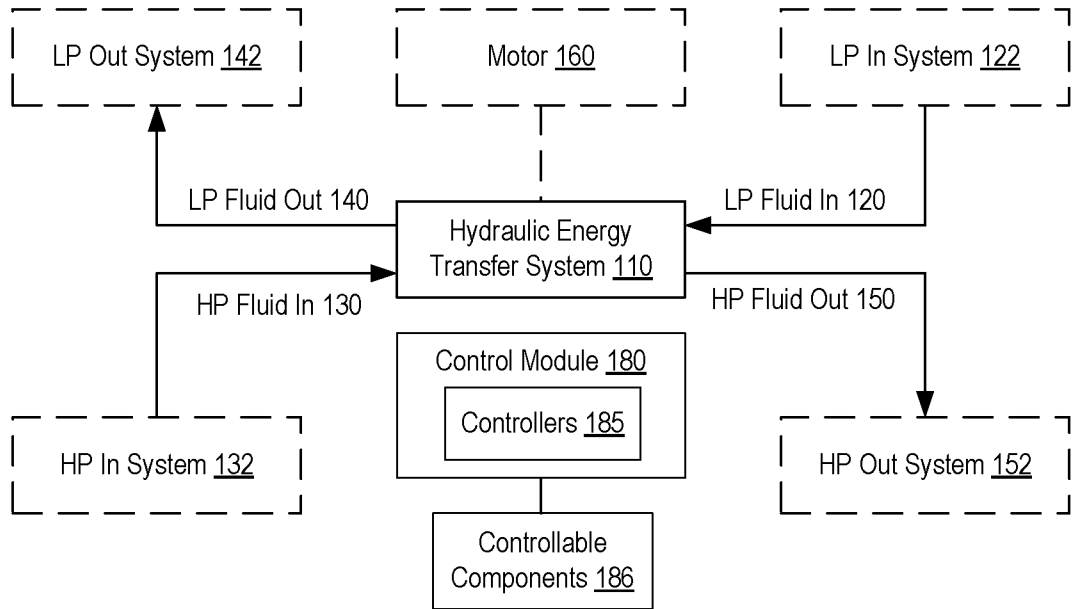 LP Out System 142
Motor 160
LP In System 122
LP Fluid Out 140
LP Fluid In 120
Hydraulic Energy
Transfer System 110
HP Fluid In 130
HP Fluid Out 150
Control Module 180
Controllers 185
HP In System 132
HP Out System 152
Controllable
Components 186